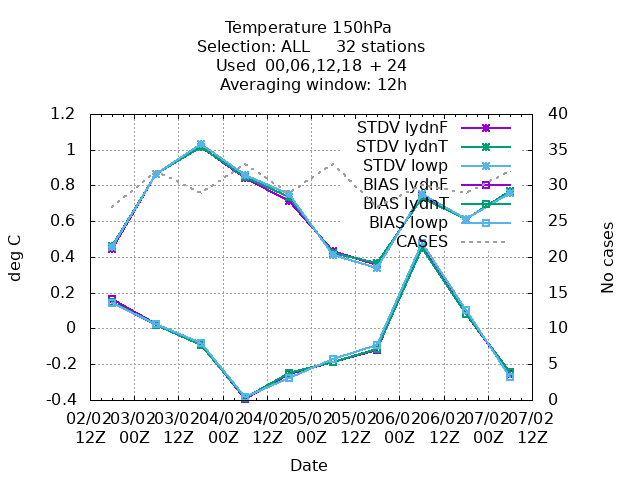 Temperature 150hPa
Selection: ALL 32 stations
Used 00,06,12,18 + 24
Averaging window: 12h
1.2
1
0.8
0.6
0.4
0.2
0
-0.2
-0.4
deg C
40
35
30
25
20
15
10
5
0
No cases
STDV lydnF
STDV lydnT
STDV lowp
BIAS lydnF
BIAS lydnT
BIAS lowp
CASES
02/02 03/02 03/02 04/02 04/02 05/02 05/02 06/02 06/02 07/02 07/02
12Z 00Z 12Z 00Z 12Z 00Z 12Z 00Z 12Z 00Z 12Z
Date